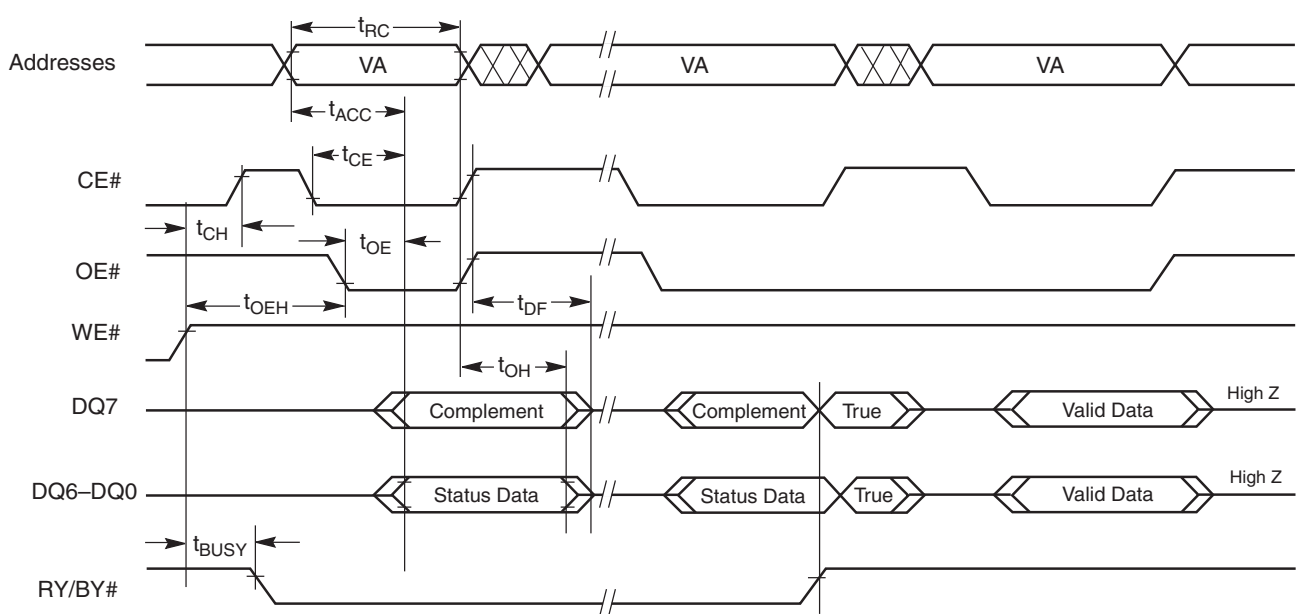 tRC
Addresses VA VA VA
tACC
tCE
CE#
tCH
tOE
OE#
tOEH
tDF
WE#
tOH
DQ7 Complement Complement True Valid Data High Z
DQ6–DQ0 Status Data Status Data True Valid Data High Z
tBUSY
RY/BY#